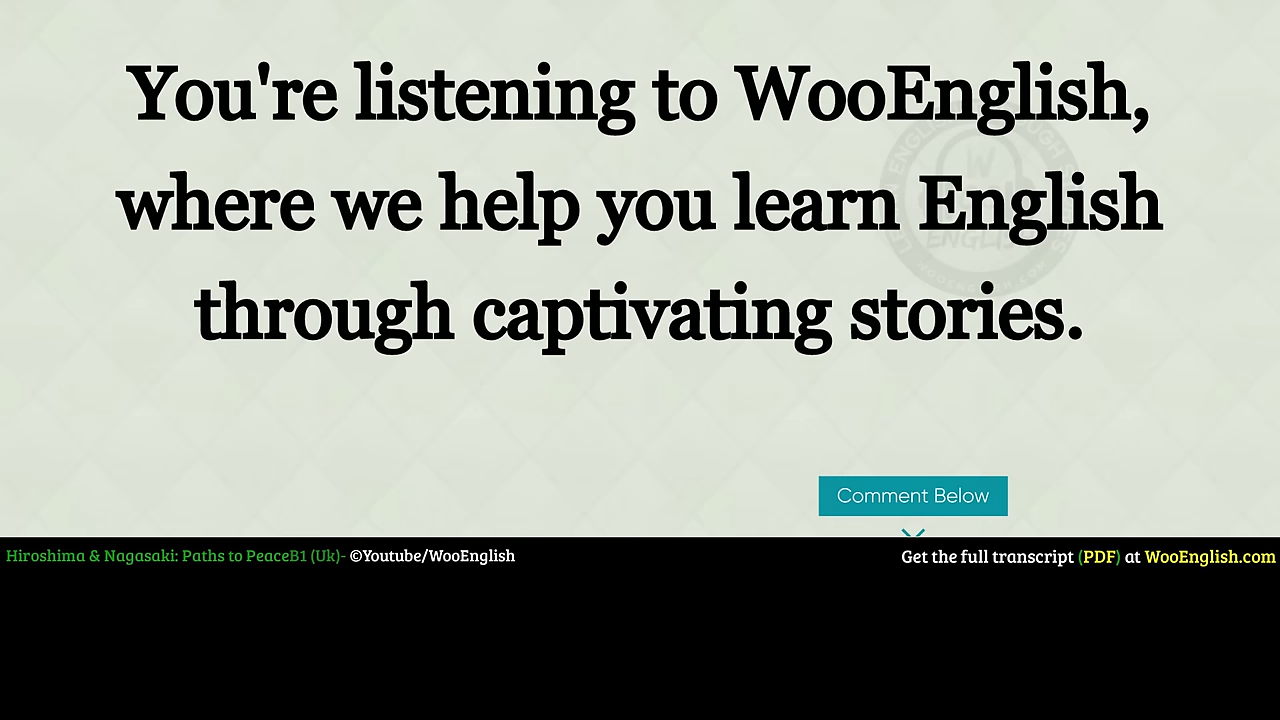 You're listening to WooEnglish,
where we help you learn English
through captivating stories.
Comment Below
Hiroshima & Nagasaki: Paths to PeaceB1 (Uk)- ©Youtube/WooEnglish
Get the full transcript (PDF) at WooEnglish.com